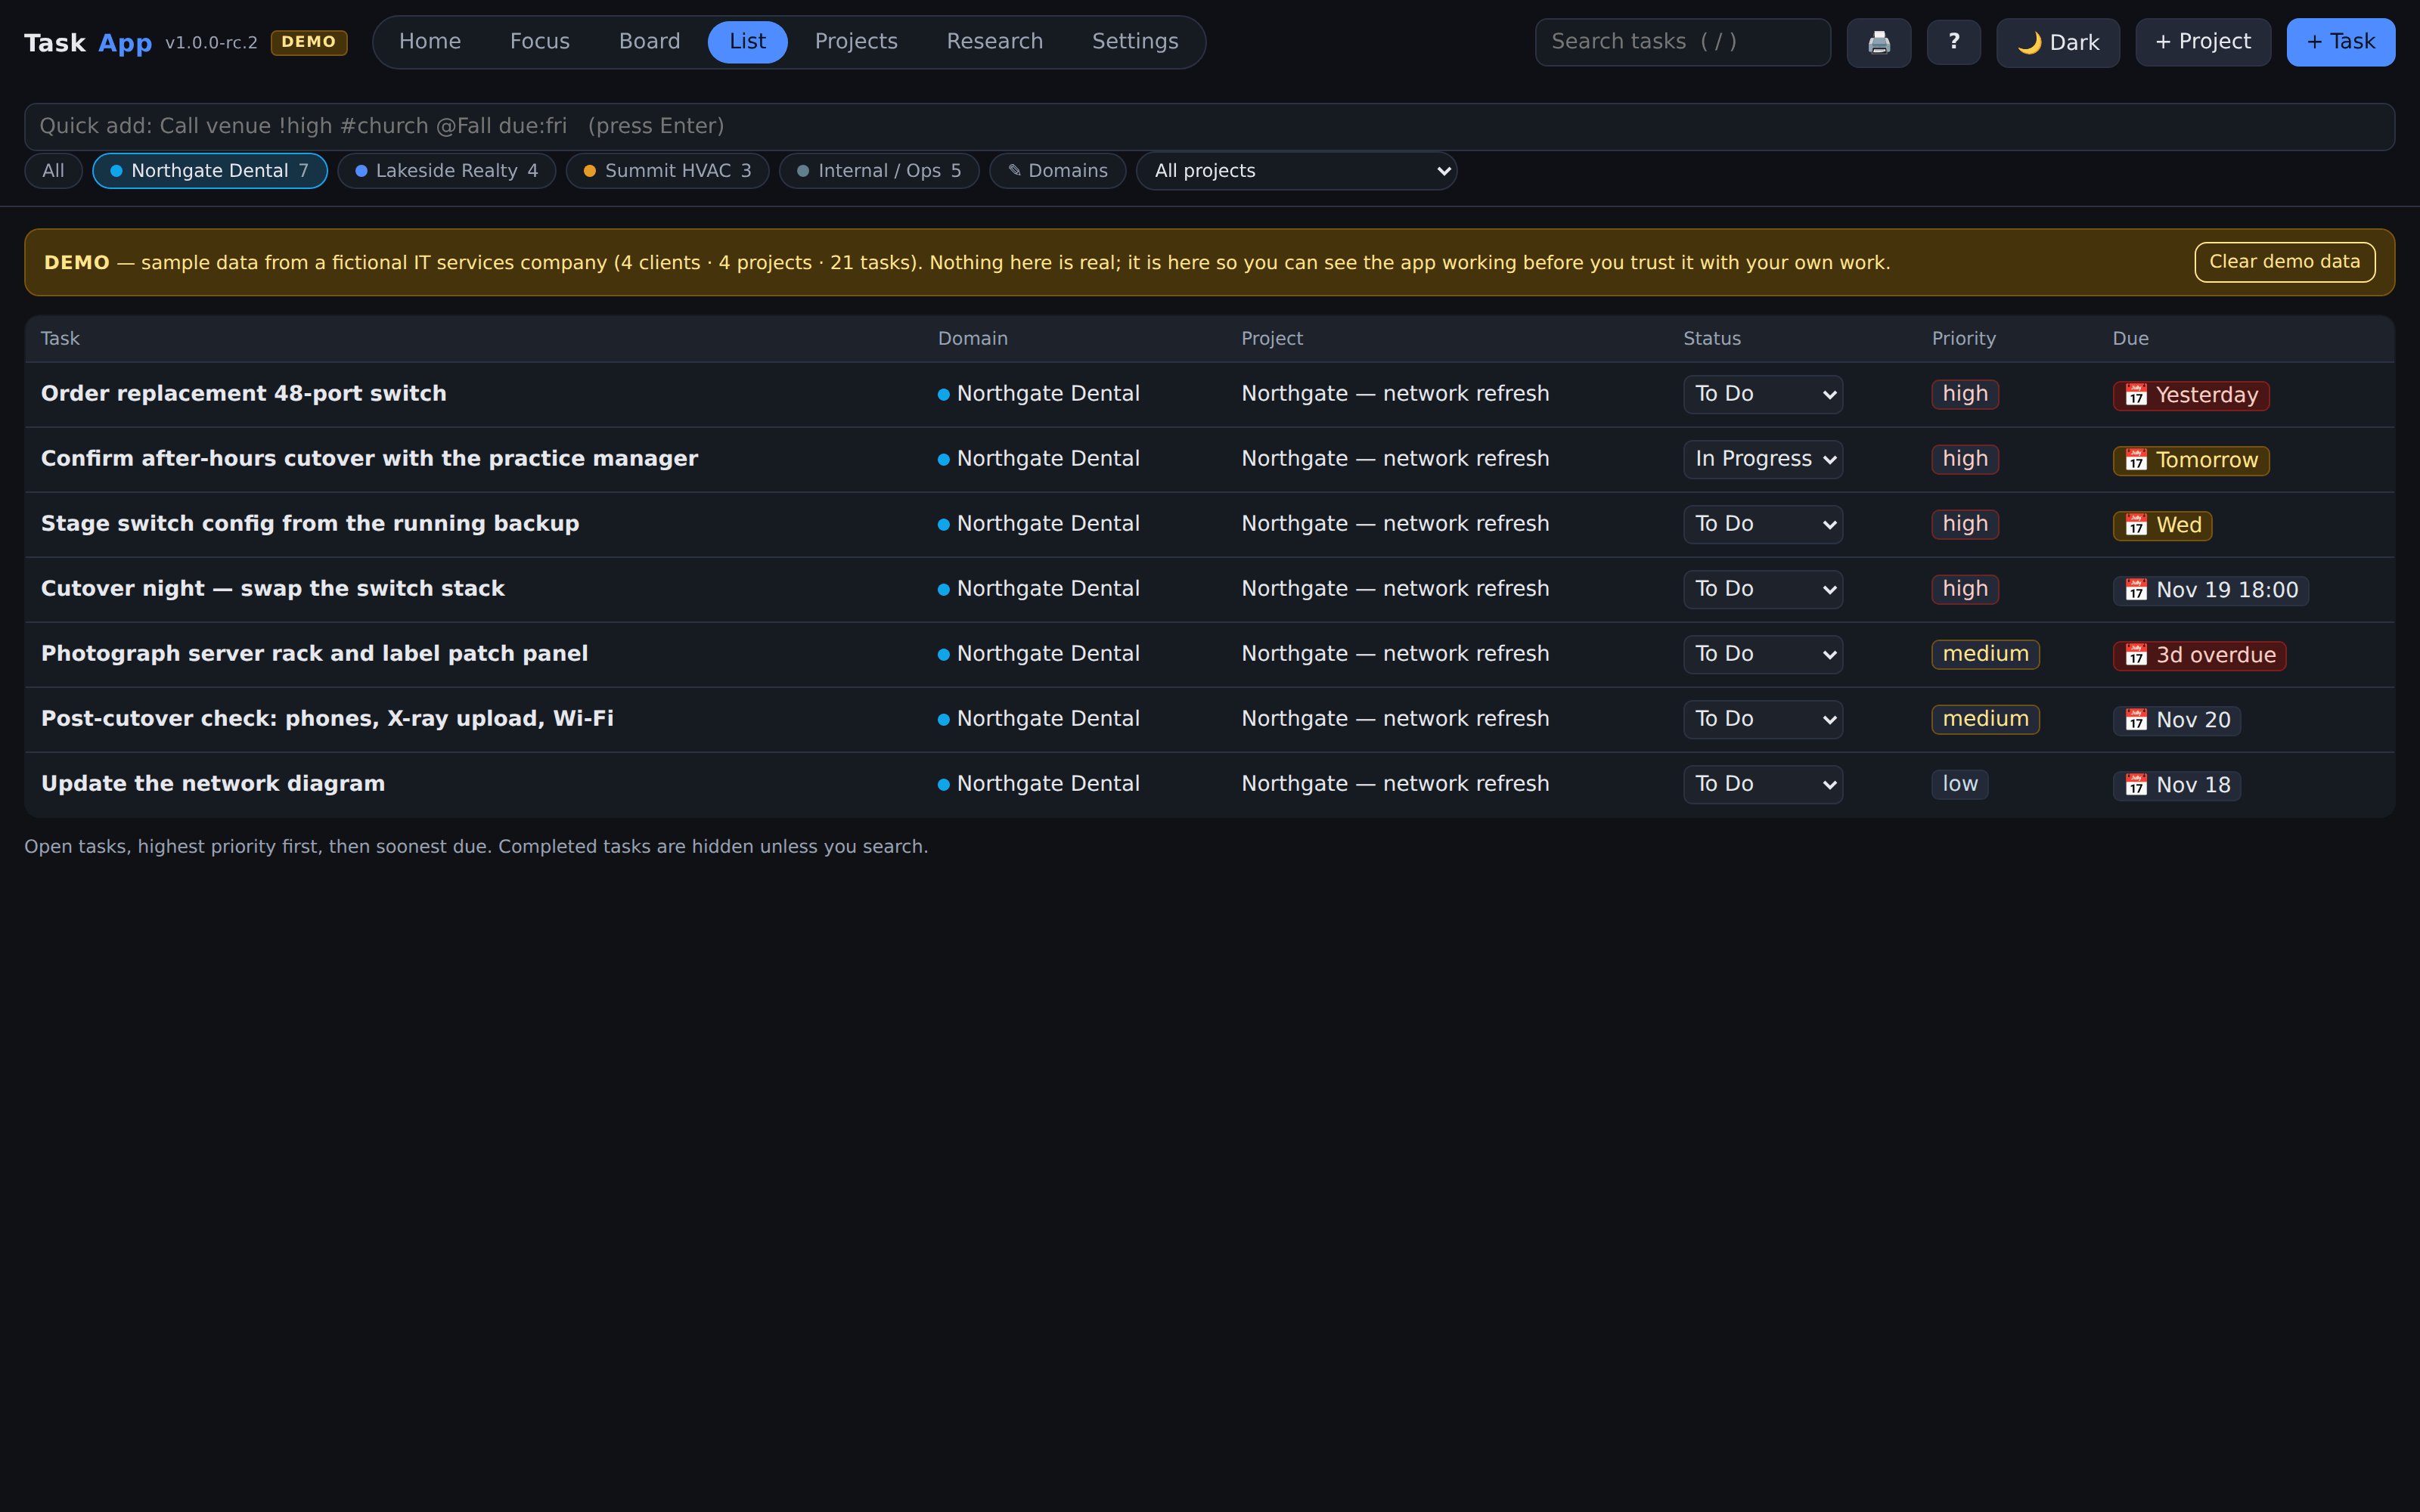 Task App v1.0.0-rc.2 DEMO Home Focus Board List Projects Research Settings Search tasks ( / ) ? 🌙 Dark + Project + Task
Quick add: Call venue !high #church @Fall due:fri (press Enter)
All Northgate Dental 7 Lakeside Realty 4 Summit HVAC 3 Internal / Ops 5 ✎ Domains All projects
DEMO — sample data from a fictional IT services company (4 clients · 4 projects · 21 tasks). Nothing here is real; it is here so you can see the app working before you trust it with your own work. Clear demo data
Task Domain Project Status Priority Due
Order replacement 48-port switch Northgate Dental Northgate — network refresh To Do high 📅 Yesterday
Confirm after-hours cutover with the practice manager Northgate Dental Northgate — network refresh In Progress high 📅 Tomorrow
Stage switch config from the running backup Northgate Dental Northgate — network refresh To Do high 📅 Wed
Cutover night — swap the switch stack Northgate Dental Northgate — network refresh To Do high 📅 Nov 19 18:00
Photograph server rack and label patch panel Northgate Dental Northgate — network refresh To Do medium 📅 3d overdue
Post-cutover check: phones, X-ray upload, Wi-Fi Northgate Dental Northgate — network refresh To Do medium 📅 Nov 20
Update the network diagram Northgate Dental Northgate — network refresh To Do low 📅 Nov 18
Open tasks, highest priority first, then soonest due. Completed tasks are hidden unless you search.